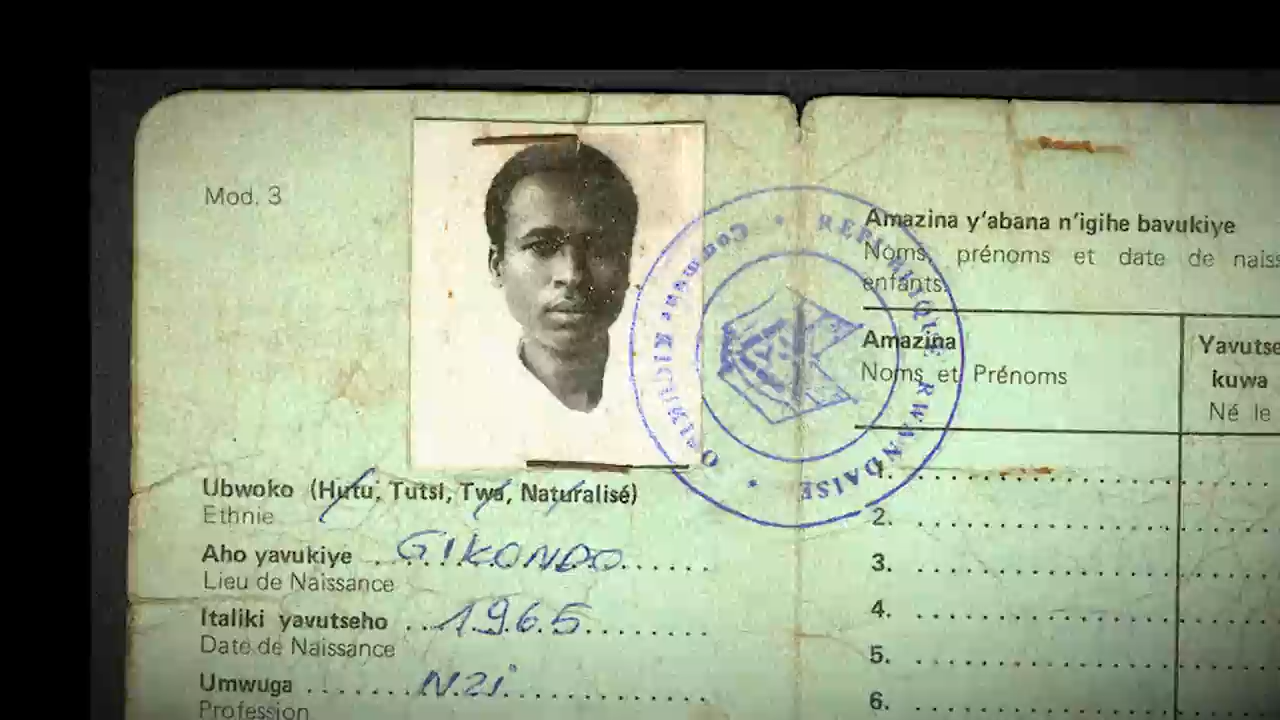 Mod. 3
Ubwoko (Hutu, Tutsi, Twa, Naturalisé)
Ethnie
Aho yavukiye ... GIKONDO ......
Lieu de Naissance
Italiki yavutseho .. 1965 ........
Date de Naissance
Umwuga
Profession
REPUBLIQUE RWANDAISE
Amazina y'abana n'igihe bavukiye
Noms, prénoms et date de naiss
enfants.
Amazina
Noms et Prénoms
Yavutse
kuwa
Né le
1.
2.
3.
4.
5.
6.